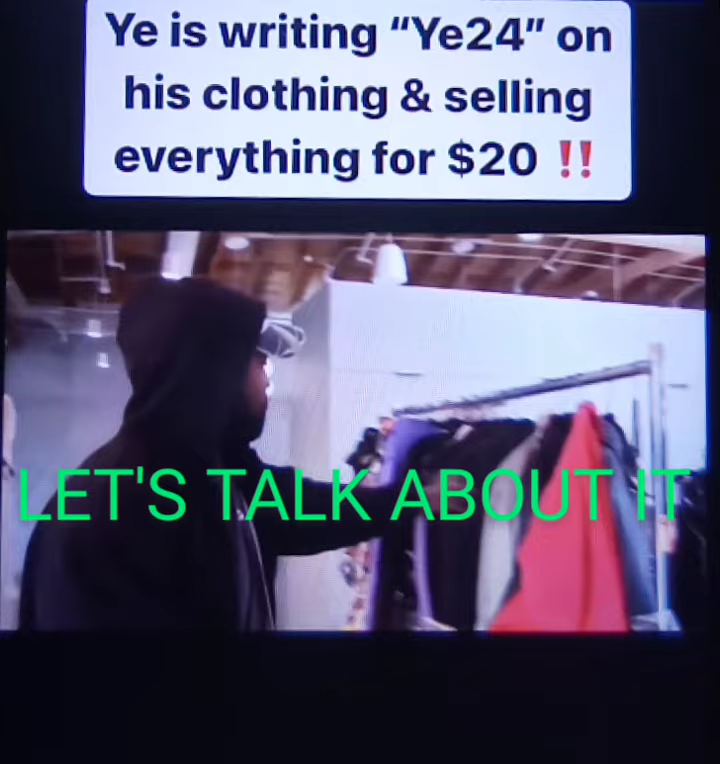 Ye is writing “Ye24” on
his clothing & selling
everything for $20 ‼️
LET'S TALK ABOUT IT